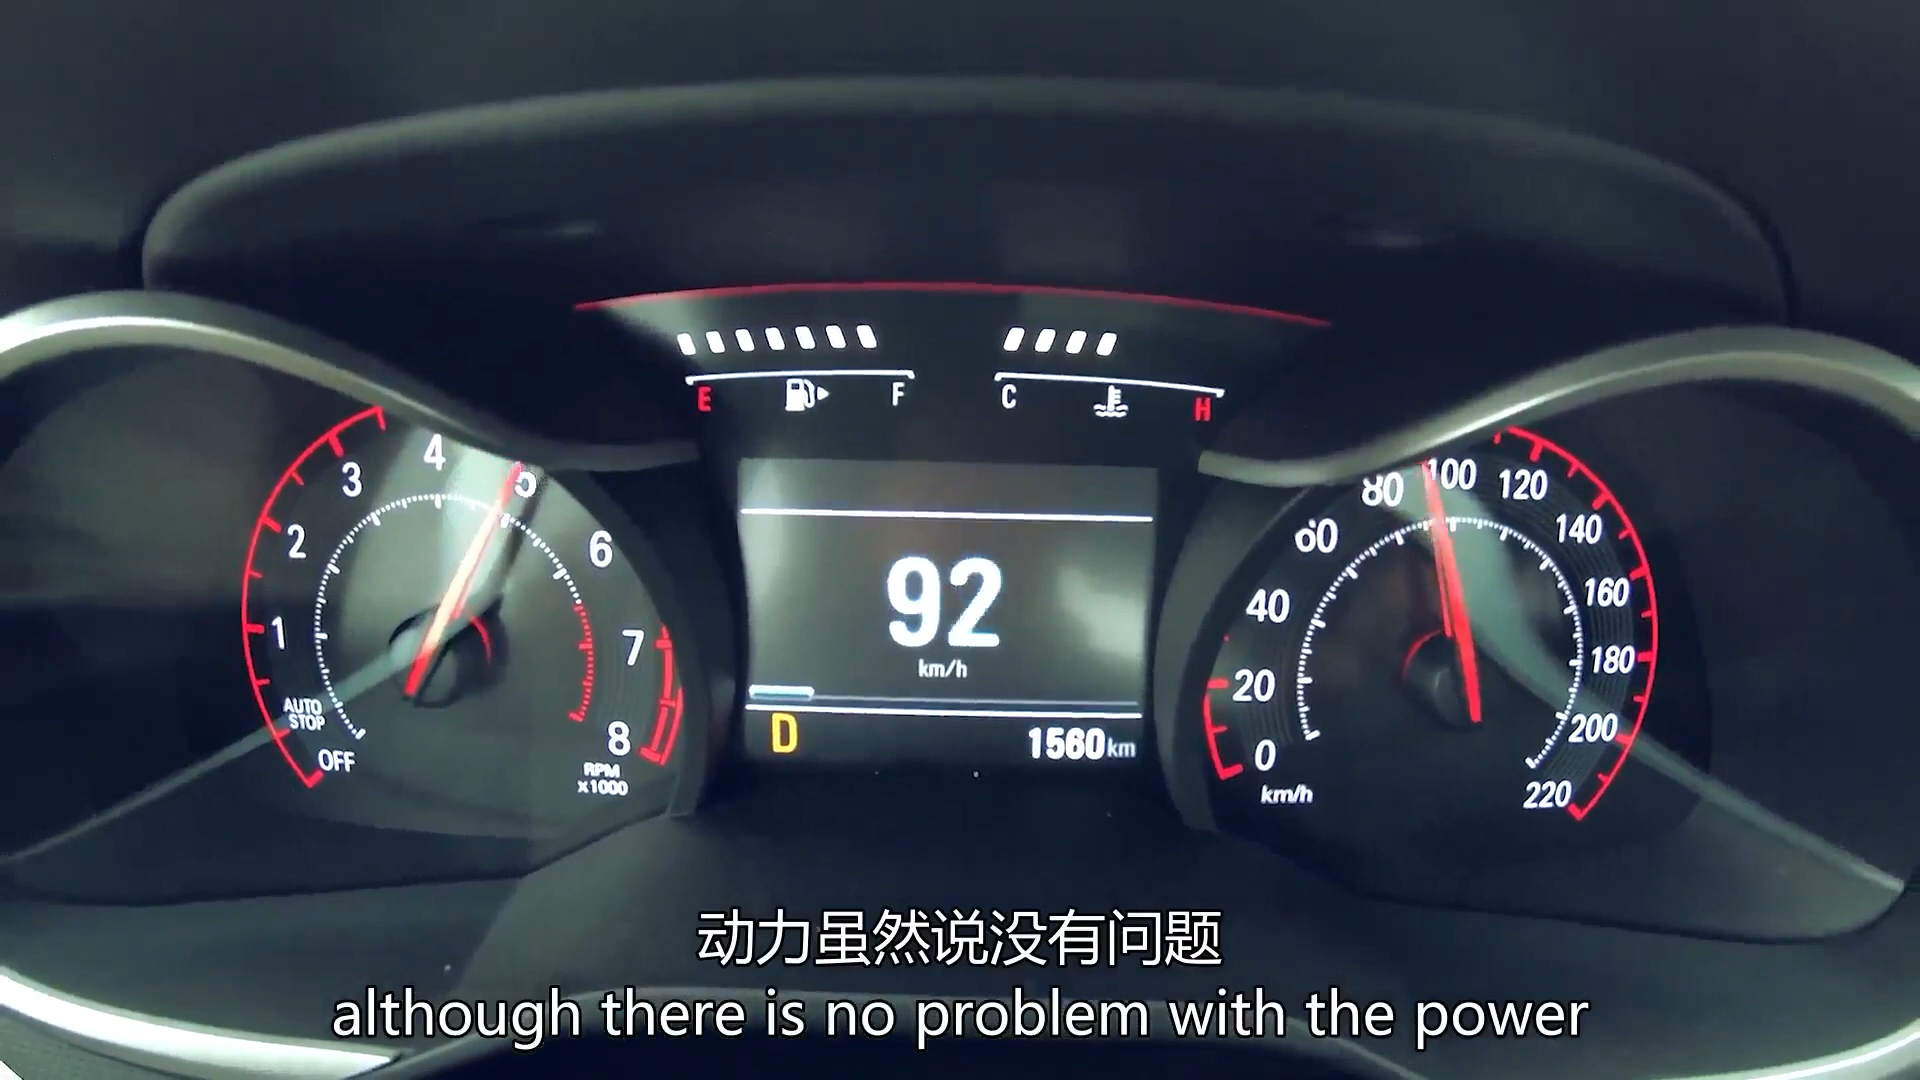 E F
C H
4
5
3
2
6
1
7
AUTO
STOP
8
OFF
RPM
x1000
92
km/h
D
1560km
100
80
120
60
140
40
160
20
180
0
200
km/h
220
动力虽然说没有问题
although there is no problem with the power